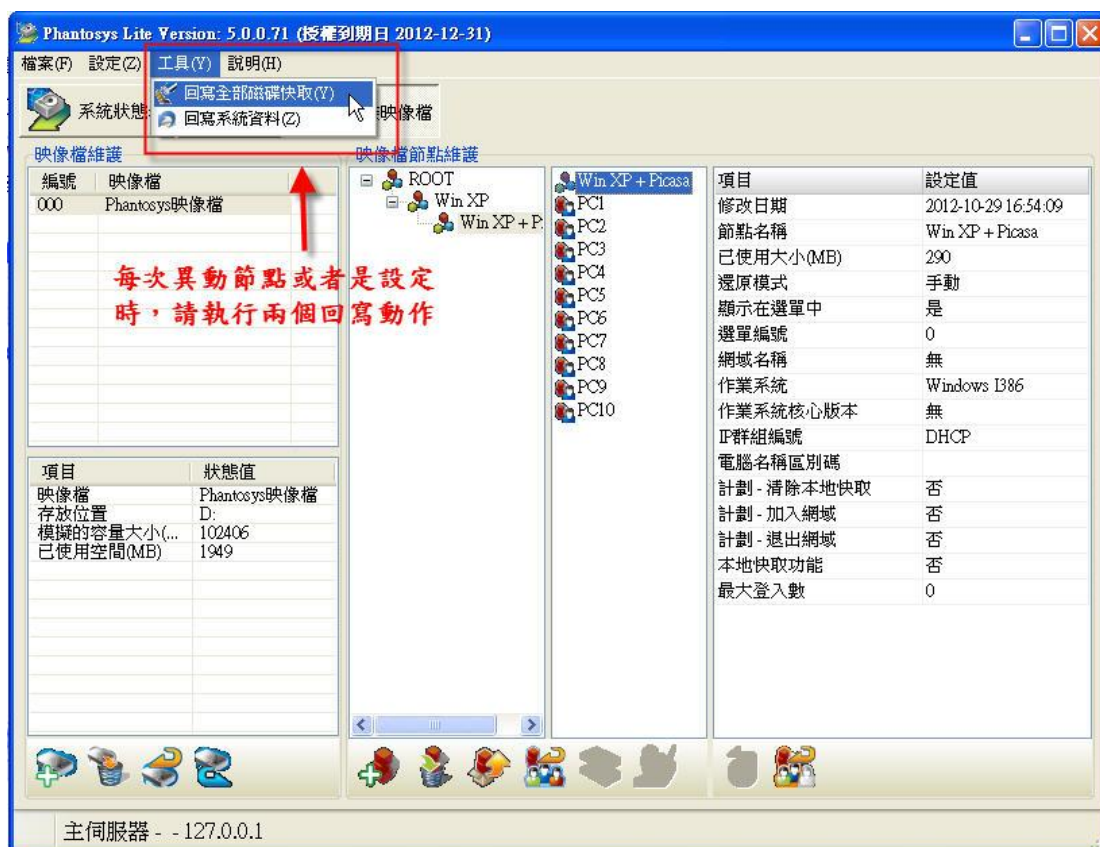 Phantosys Lite Version: 5.0.0.71 (授權到期日 2012-12-31)
檔案(F) 設定(Z) 工具(Y) 說明(H)
回寫全部磁碟快取(Y)
回寫系統資料(Z)
系統狀態
映像檔
映像檔維護
編號 映像檔
000 Phantosys映像檔
每次異動節點或者是設定
時，請執行兩個回寫動作
項目 狀態值
映像檔 Phantosys映像檔
存放位置 D:
模擬的容量大小(... 102406
已使用空間(MB) 1949
映像檔節點維護
ROOT
Win XP
Win XP + P
Win XP + Picasa
PC1
PC2
PC3
PC4
PC5
PC6
PC7
PC8
PC9
PC10
項目 設定值
修改日期 2012-10-29 16:54:09
節點名稱 Win XP + Picasa
已使用大小(MB) 290
還原模式 手動
顯示在選單中 是
選單編號 0
網域名稱 無
作業系統 Windows I386
作業系統核心版本 無
IP群組編號 DHCP
電腦名稱區別碼
計劃 - 清除本地快取 否
計劃 - 加入網域 否
計劃 - 退出網域 否
本地快取功能 否
最大登入數 0
主伺服器 - - 127.0.0.1